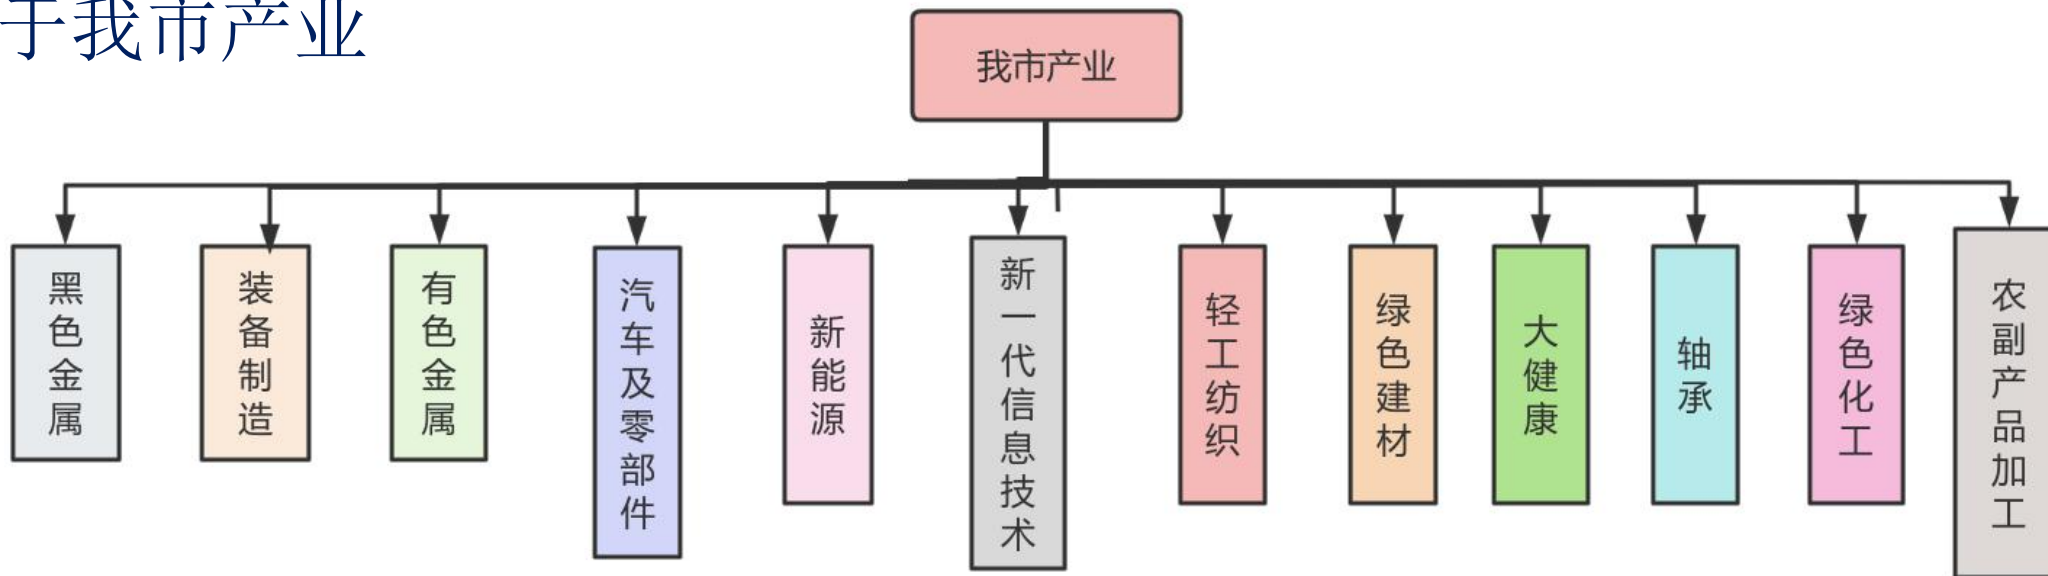 于我市产业
我市产业
黑色金属
装备制造
有色金属
汽车及零部件
新能源
新一代信息技术
轻工纺织
绿色建材
大健康
轴承
绿色化工
农副产品加工